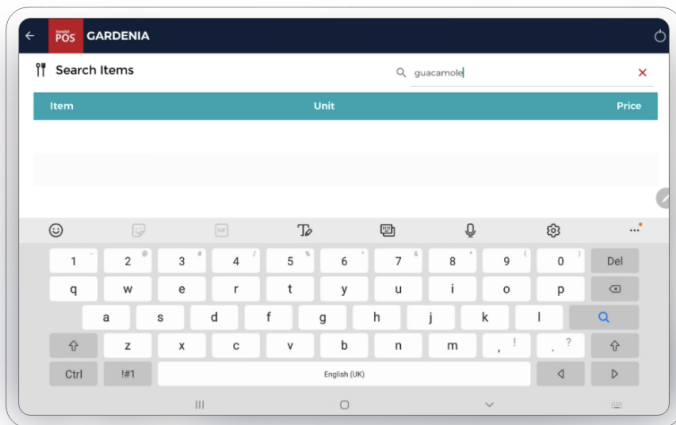 POS GARDENIA
Search Items
guacamole
Item Unit Price
1 2 @ 3 # 4 / 5 % 6 7 & 8 * 9 ( 0 ) Del
q w e r t y u i o p
a s d f g h j k l
z x c v b n m , ! . ?
Ctrl !#1 English (UK)